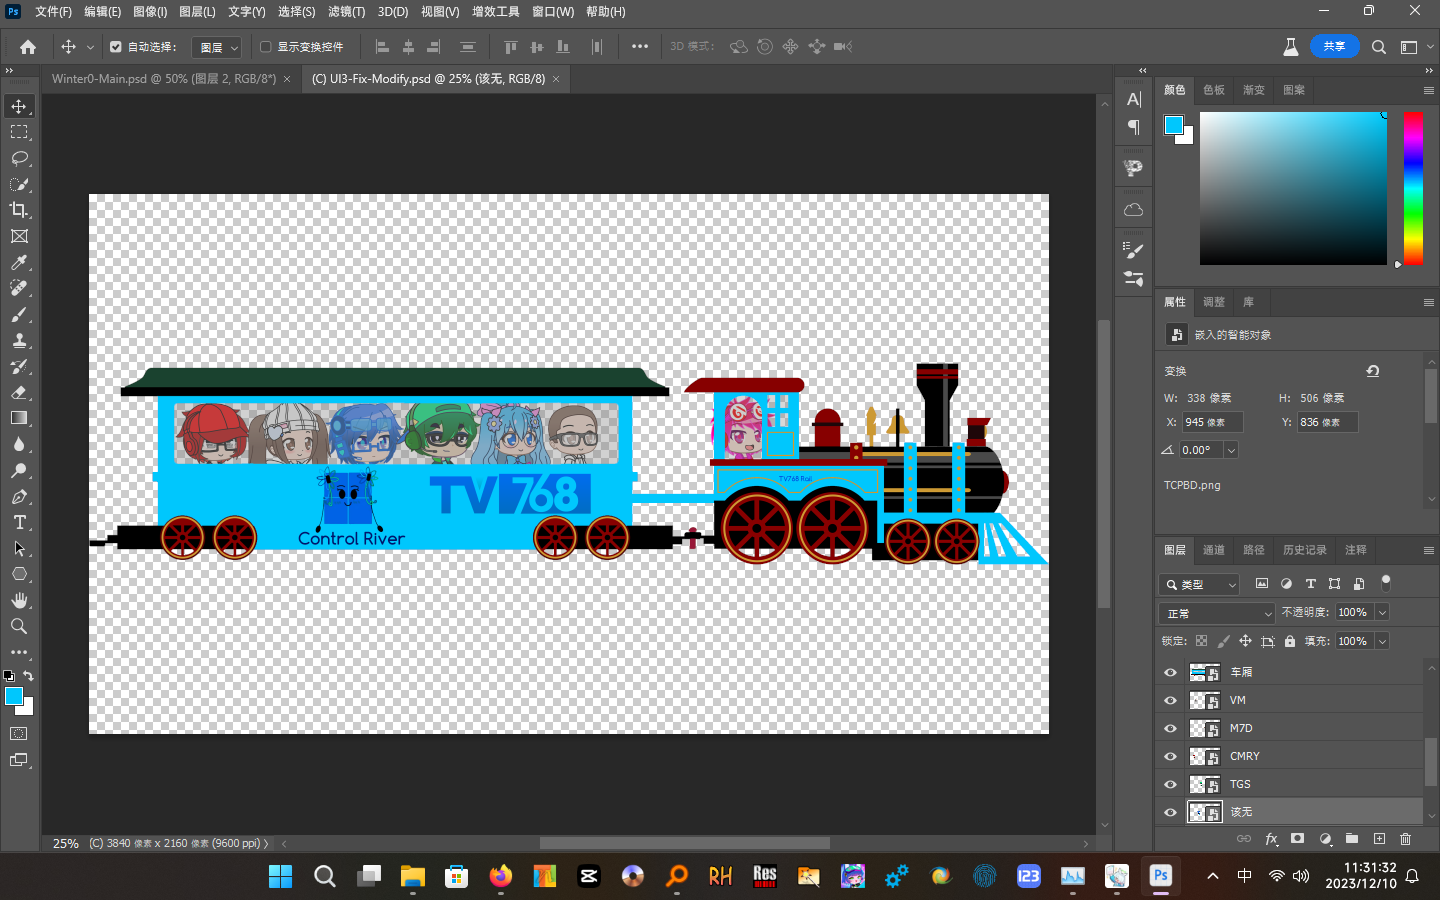 Ps 文件(F) 编辑(E) 图像(I) 图层(L) 文字(Y) 选择(S) 滤镜(T) 3D(D) 视图(V) 增效工具 窗口(W) 帮助(H)
自动选择: 图层 显示变换控件 3D 模式: 共享
Winter0-Main.psd @ 50% (图层 2, RGB/8*) × (C) UI3-Fix-Modify.psd @ 25% (该无, RGB/8) ×
颜色 色板 渐变 图案
属性 调整 库
嵌入的智能对象
变换
W: 338 像素 H: 506 像素
X: 945 像素 Y: 836 像素
0.00°
TCPBD.png
TV768
TV768 Rail
Control River
图层 通道 路径 历史记录 注释
类型
正常 不透明度: 100%
锁定: 填充: 100%
车厢
VM
M7D
CMRY
TGS
该无
25% (C) 3840 像素 x 2160 像素 (9600 ppi)
RH Res 123 Ps 中 11:31:32
2023/12/10